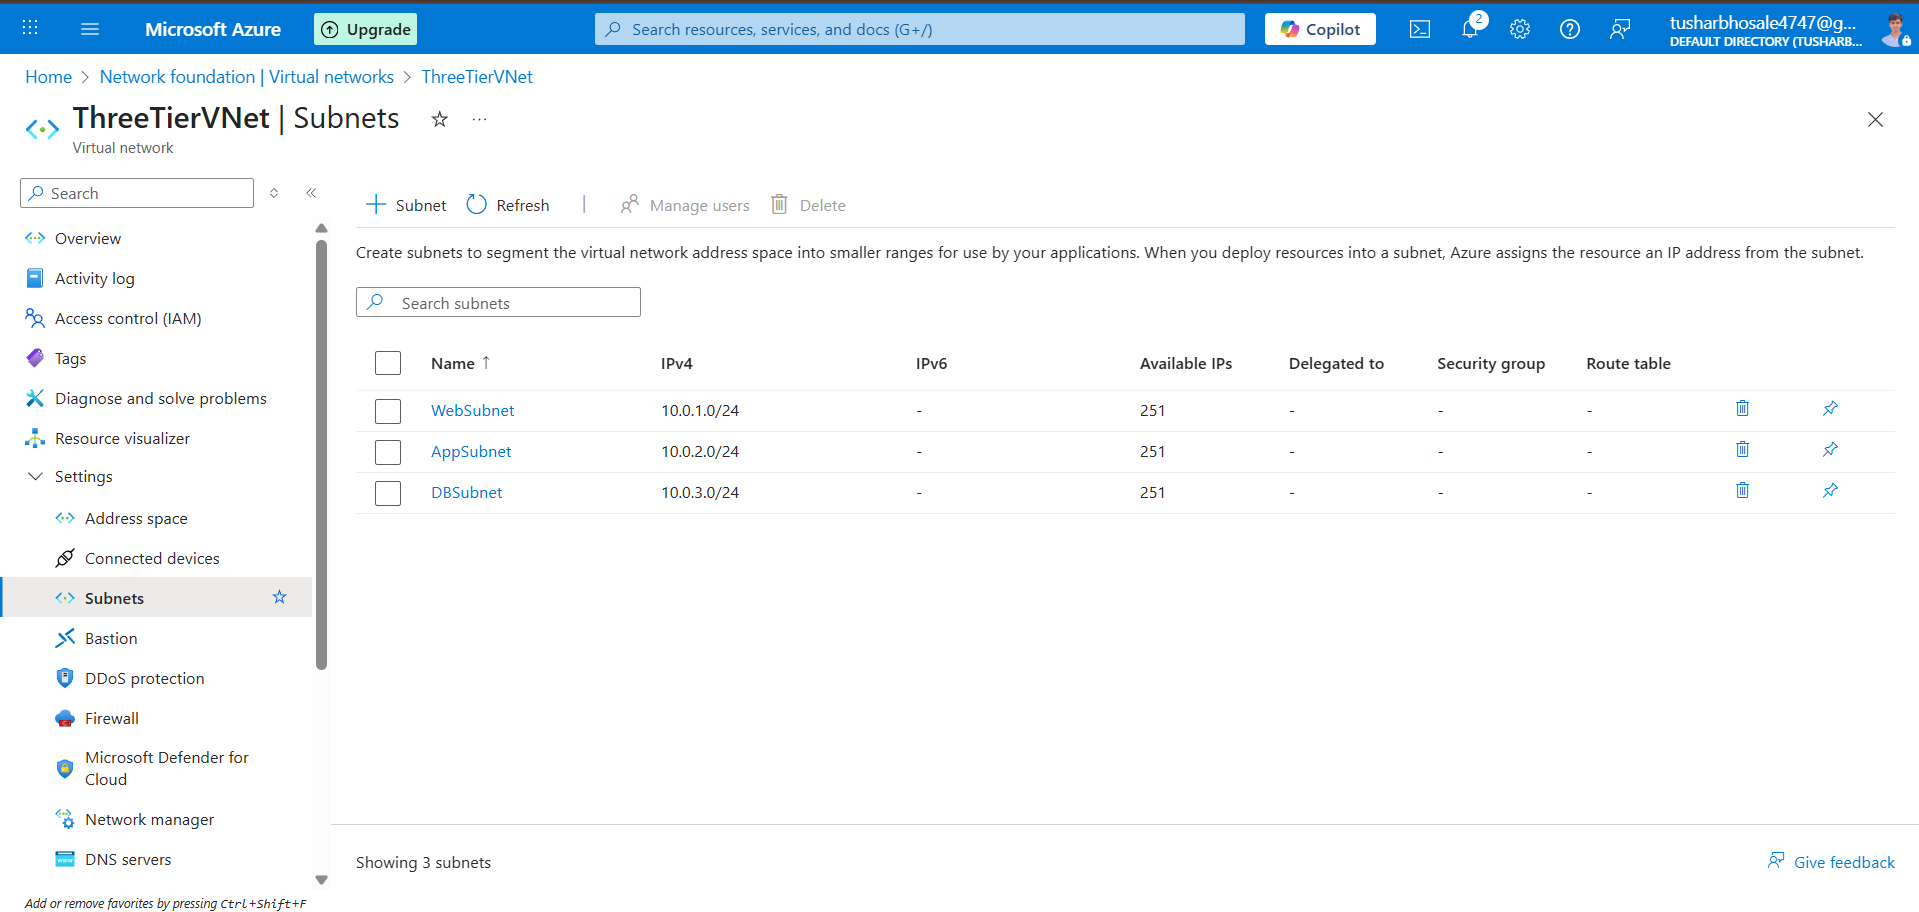 Microsoft Azure
Upgrade
Search resources, services, and docs (G+/)
Copilot
2
tusharbhosale4747@g...
DEFAULT DIRECTORY (TUSHARB...
Home > Network foundation | Virtual networks > ThreeTierVNet
ThreeTierVNet | Subnets
...
Virtual network
Search
Overview
Activity log
Access control (IAM)
Tags
Diagnose and solve problems
Resource visualizer
Settings
Address space
Connected devices
Subnets
Bastion
DDoS protection
Firewall
Microsoft Defender for
Cloud
Network manager
DNS servers
Add or remove favorites by pressing Ctrl+Shift+F
Subnet Refresh | Manage users Delete
Create subnets to segment the virtual network address space into smaller ranges for use by your applications. When you deploy resources into a subnet, Azure assigns the resource an IP address from the subnet.
Search subnets
Name ↑ IPv4 IPv6 Available IPs Delegated to Security group Route table
WebSubnet 10.0.1.0/24 - 251 - - -
AppSubnet 10.0.2.0/24 - 251 - - -
DBSubnet 10.0.3.0/24 - 251 - - -
Showing 3 subnets
Give feedback